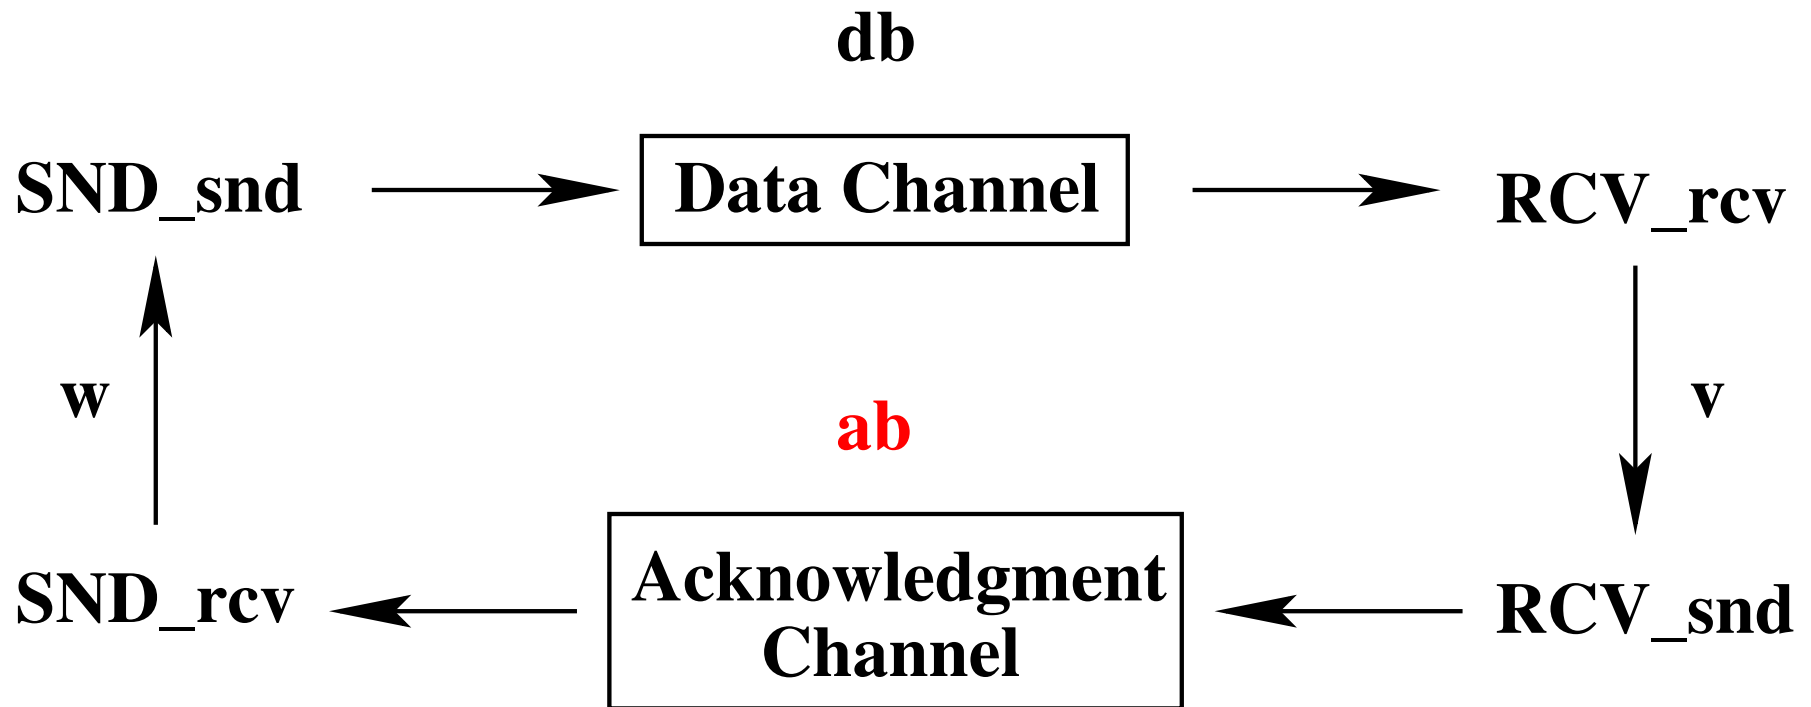 db
SND_snd
Data Channel
RCV_rcv
w
v
ab
SND_rcv
Acknowledgment
Channel
RCV_snd